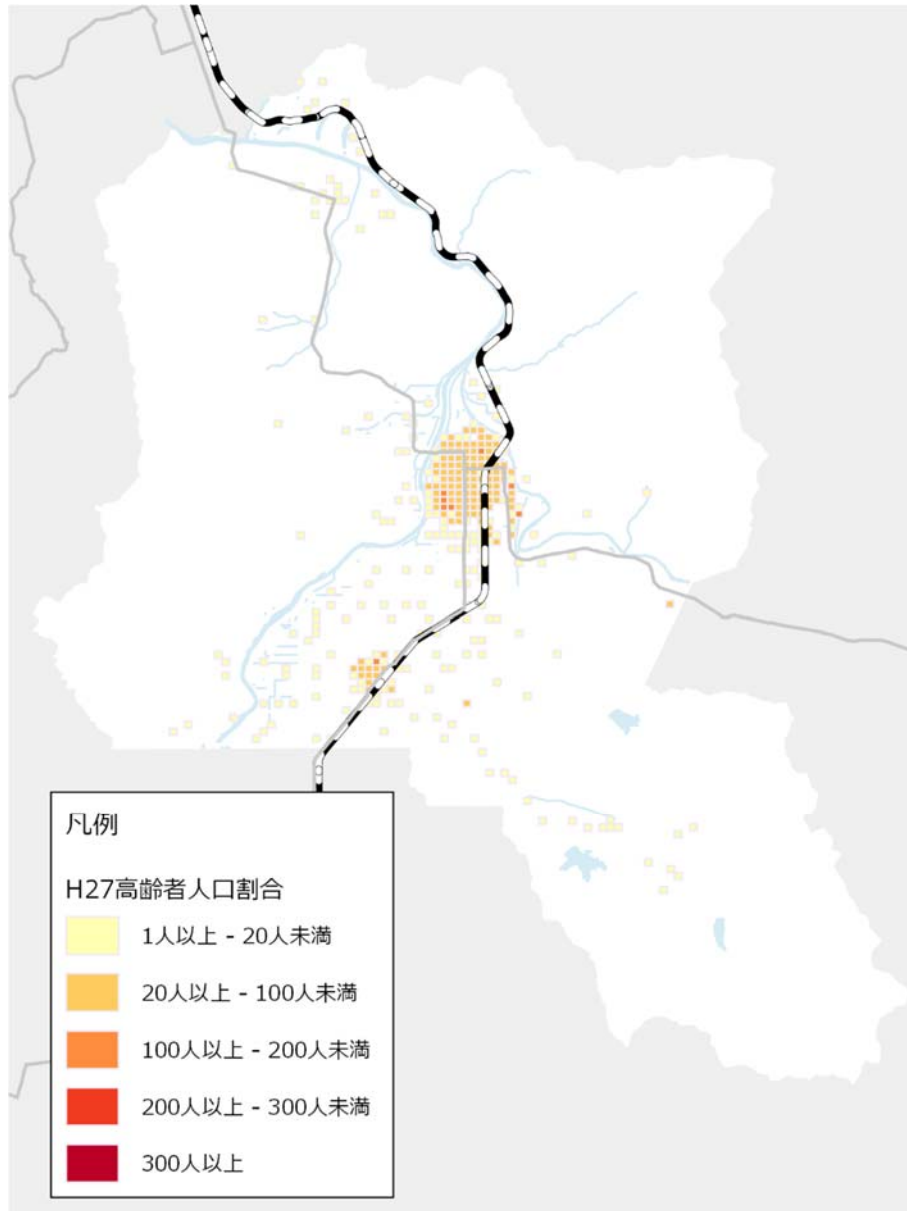 凡例
H27高齢者人口割合
1人以上 - 20人未満
20人以上 - 100人未満
100人以上 - 200人未満
200人以上 - 300人未満
300人以上